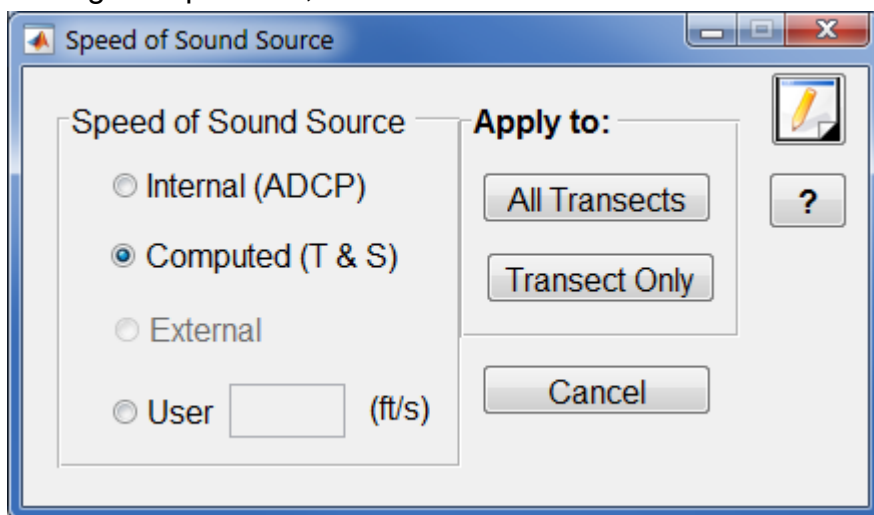 Speed of Sound Source
Speed of Sound Source
Internal (ADCP)
Computed (T & S)
External
User
(ft/s)
Apply to:
All Transects
Transect Only
Cancel
?